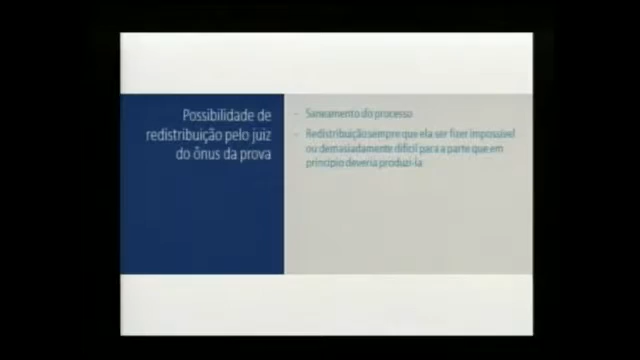 Possibilidade de
redistribuição pelo juiz
do ônus da prova
- Saneamento do processo
- Redistribuição sempre que ela ser fizer impossível
ou demasiadamente difícil para a parte que em
princípio deveria produzi-la